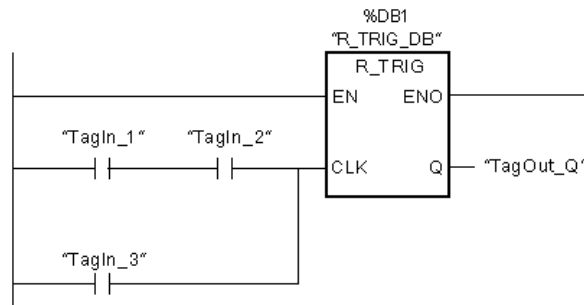 %DB1
"R_TRIG_DB"
R_TRIG
EN ENO
"TagIn_1" "TagIn_2"
CLK Q "TagOut_Q"
"TagIn_3"